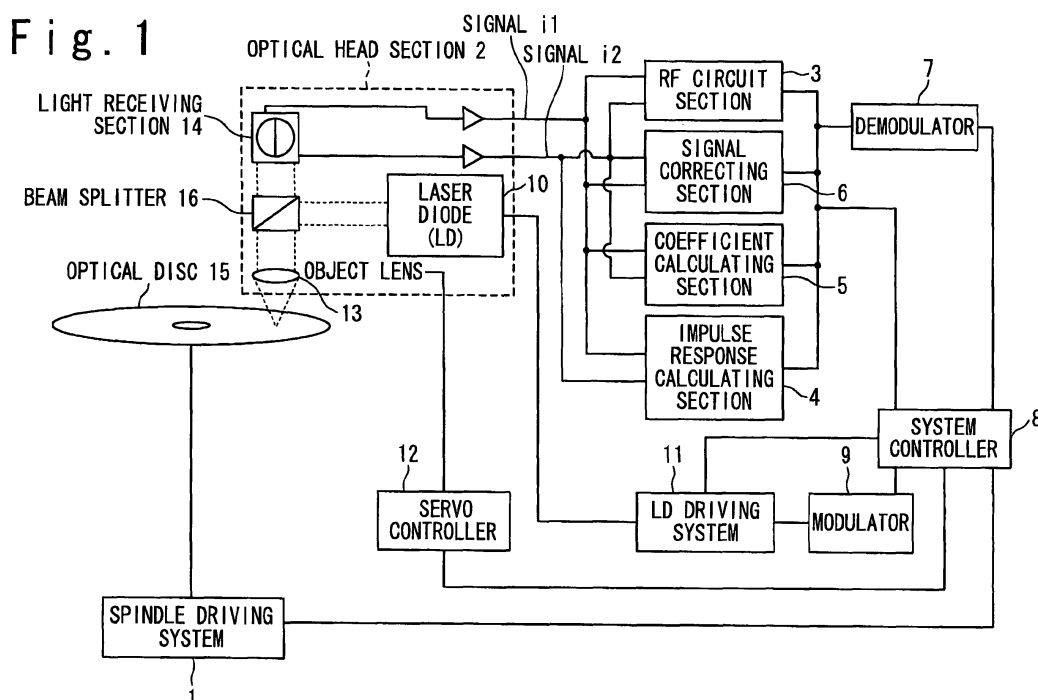 Fig. 1
SIGNAL i1
OPTICAL HEAD SECTION 2
SIGNAL i2
LIGHT RECEIVING
SECTION 14
RF CIRCUIT
SECTION
3
7
DEMODULATOR
SIGNAL
CORRECTING
SECTION
6
10
LASER
DIODE
(LD)
BEAM SPLITTER 16
COEFFICIENT
CALCULATING
SECTION
5
OPTICAL DISC 15
OBJECT LENS
13
IMPULSE
RESPONSE
CALCULATING
SECTION
4
SYSTEM
CONTROLLER
8
12
SERVO
CONTROLLER
11
LD DRIVING
SYSTEM
9
MODULATOR
SPINDLE DRIVING
SYSTEM
1